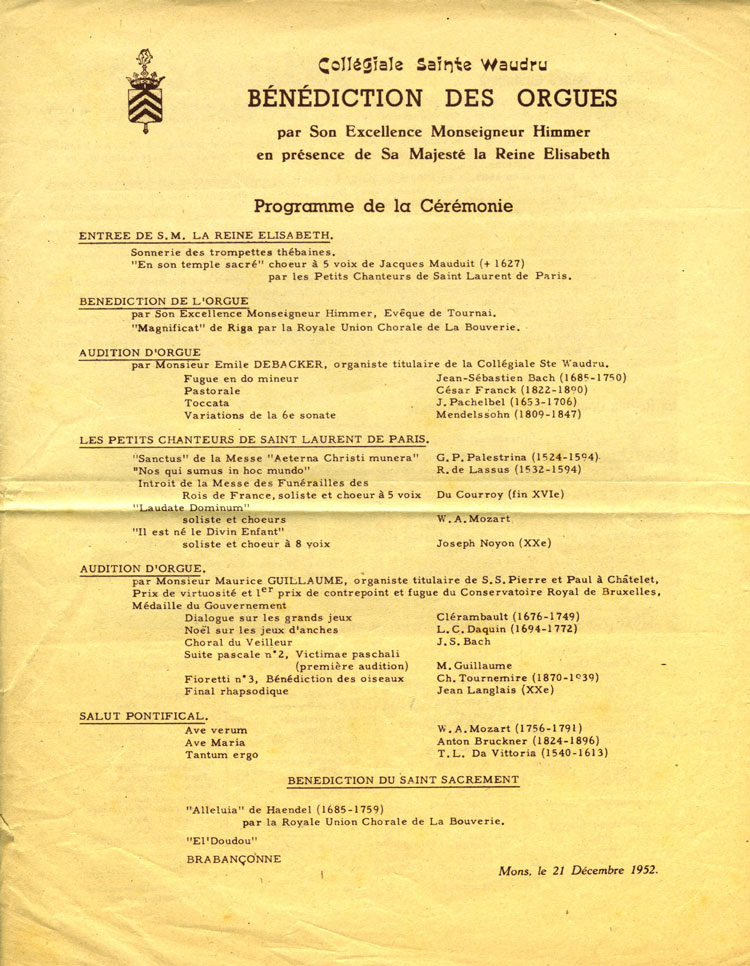 Collégiale Sainte Waudru
BÉNÉDICTION DES ORGUES
par Son Excellence Monseigneur Himmer
en présence de Sa Majesté la Reine Elisabeth
Programme de la Cérémonie
ENTREE DE S.M. LA REINE ELISABETH.
Sonnerie des trompettes thébaines.
"En son temple sacré" choeur à 5 voix de Jacques Mauduit (+ 1627)
par les Petits Chanteurs de Saint Laurent de Paris.
BENEDICTION DE L'ORGUE
par Son Excellence Monseigneur Himmer, Evêque de Tournai.
"Magnificat" de Riga par la Royale Union Chorale de La Bouverie.
AUDITION D'ORGUE
par Monsieur Emile DEBACKER, organiste titulaire de la Collégiale Ste Waudru.
Fugue en do mineur Jean-Sébastien Bach (1685-1750)
Pastorale César Franck (1822-1890)
Toccata J. Pachelbel (1653-1706)
Variations de la 6e sonate Mendelssohn (1809-1847)
LES PETITS CHANTEURS DE SAINT LAURENT DE PARIS.
"Sanctus" de la Messe "Aeterna Christi munera" G.P. Palestrina (1524-1594)
"Nos qui sumus in hoc mundo" R. de Lassus (1532-1594)
Introit de la Messe des Funérailles des
Rois de France, soliste et choeur à 5 voix Du Courroy (fin XVIe)
"Laudate Dominum"
soliste et choeurs W.A. Mozart
"Il est né le Divin Enfant"
soliste et choeur à 8 voix Joseph Noyon (XXe)
AUDITION D'ORGUE.
par Monsieur Maurice GUILLAUME, organiste titulaire de S.S. Pierre et Paul à Châtelet,
Prix de virtuosité et 1er prix de contrepoint et fugue du Conservatoire Royal de Bruxelles,
Médaille du Gouvernement
Dialogue sur les grands jeux Clérambault (1676-1749)
Noël sur les jeux d'anches L.C. Daquin (1694-1772)
Choral du Veilleur J.S. Bach
Suite pascale n°2, Victimae paschali
(première audition) M. Guillaume
Fioretti n°3, Bénédiction des oiseaux Ch. Tournemire (1870-1939)
Final rhapsodique Jean Langlais (XXe)
SALUT PONTIFICAL.
Ave verum W.A. Mozart (1756-1791)
Ave Maria Anton Bruckner (1824-1896)
Tantum ergo T.L. Da Vittoria (1540-1613)
BENEDICTION DU SAINT SACREMENT
"Alleluia" de Haendel (1685-1759)
par la Royale Union Chorale de La Bouverie.
"El'Doudou"
BRABANÇONNE
Mons, le 21 Décembre 1952.